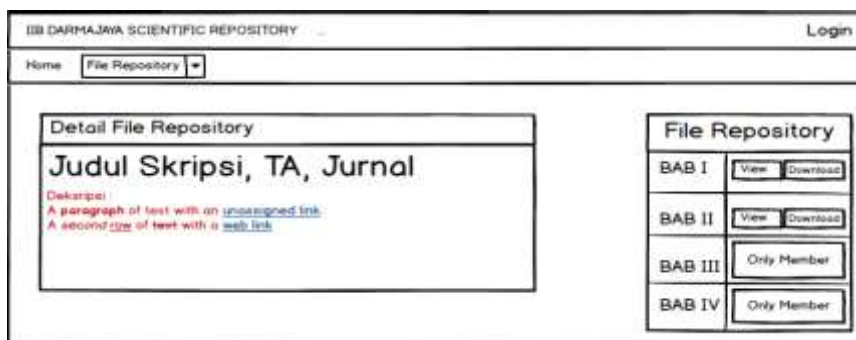 IIB DARMAJAYA SCIENTIFIC REPOSITORY
Login
Home File Repository
Detail File Repository
Judul Skripsi, TA, Jurnal
Deksripsi :
A paragraph of text with an unassigned link.
A second row of text with a web link
File Repository
BAB I View Download
BAB II View Download
BAB III Only Member
BAB IV Only Member